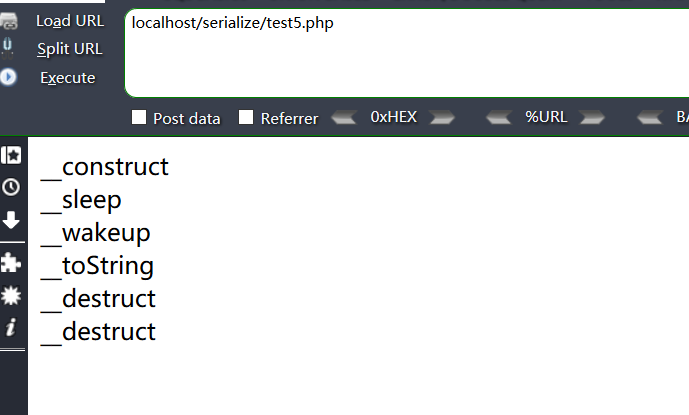 Load URL
localhost/serialize/test5.php
Split URL
Execute
Post data Referrer 0xHEX %URL BA
__construct
__sleep
__wakeup
__toString
__destruct
__destruct